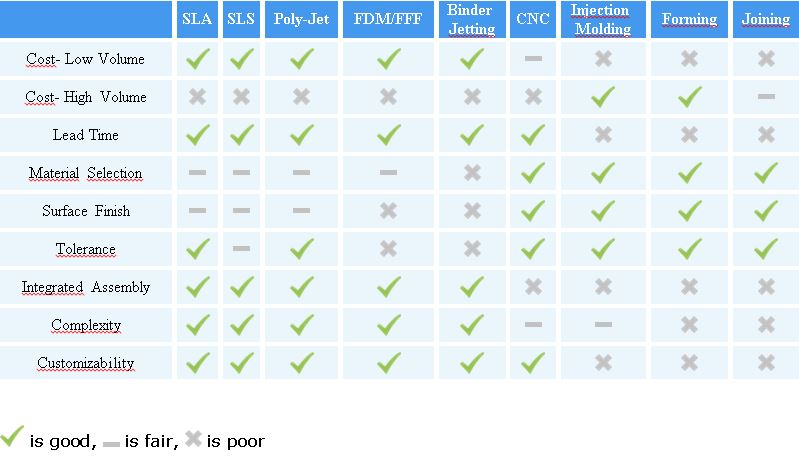 SLA SLS Poly-Jet FDM/FFF Binder Jetting CNC Injection Molding Forming Joining
Cost- Low Volume
Cost- High Volume
Lead Time
Material Selection
Surface Finish
Tolerance
Integrated Assembly
Complexity
Customizability
is good, is fair, is poor